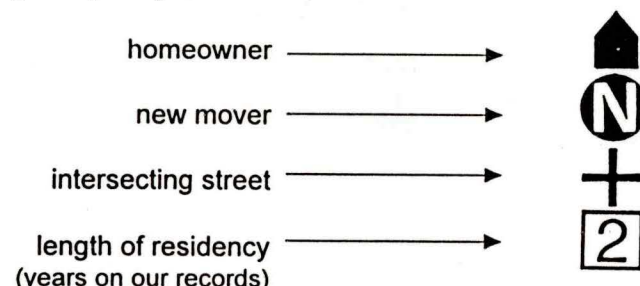 homeowner
new mover N
intersecting street
length of residency 2
(years on our records)